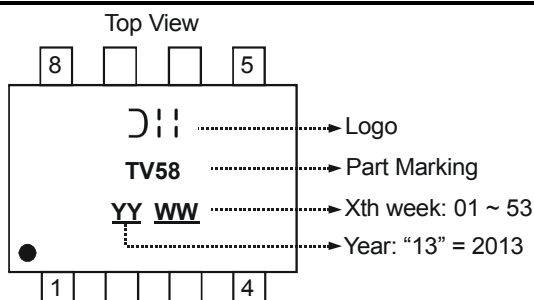 Top View
8 5
Logo
TV58 Part Marking
YY WW Xth week: 01 ~ 53
Year: “13” = 2013
1 4